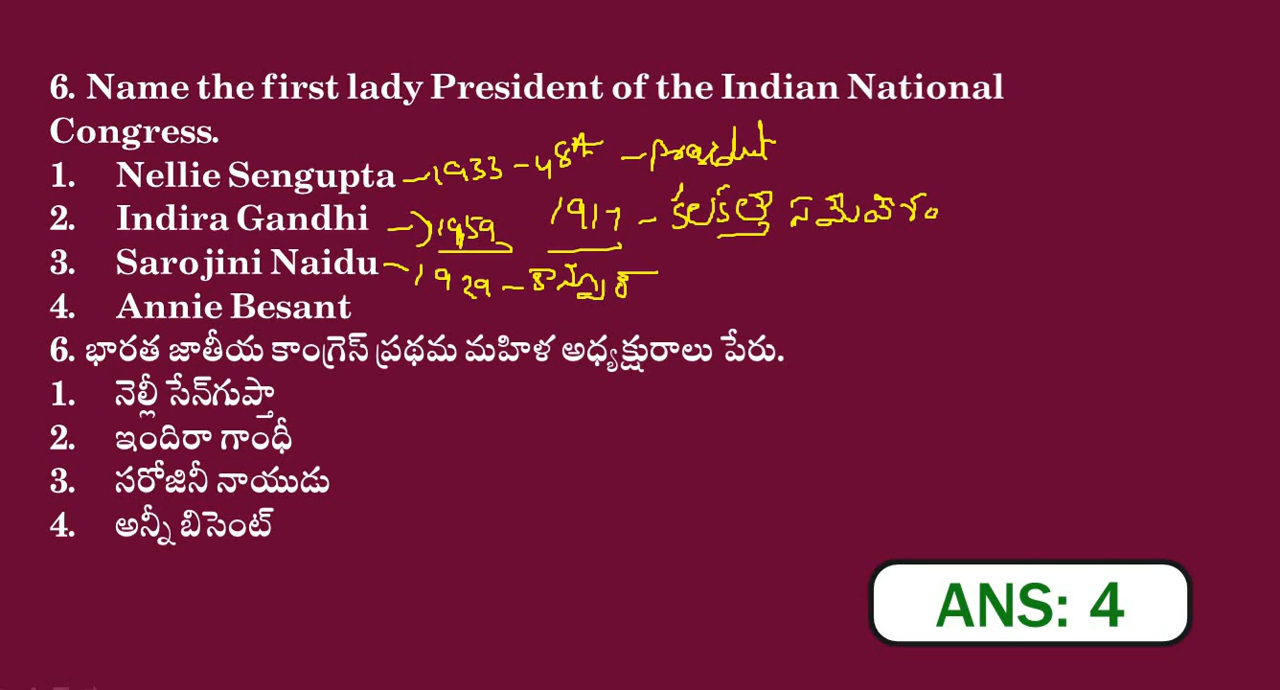 6. Name the first lady President of the Indian National
Congress.
1. Nellie Sengupta – 1933 – 48th – president
2. Indira Gandhi – 1959 1917 – కలకత్తా సమావేశం
3. Sarojini Naidu – 1929 – కాన్పూర్
4. Annie Besant
6. భారత జాతీయ కాంగ్రెస్ ప్రథమ మహిళ అధ్యక్షురాలు పేరు.
1. నెల్లీ సేన్‌గుప్తా
2. ఇందిరా గాంధీ
3. సరోజినీ నాయుడు
4. అన్నీ బిసెంట్
ANS: 4